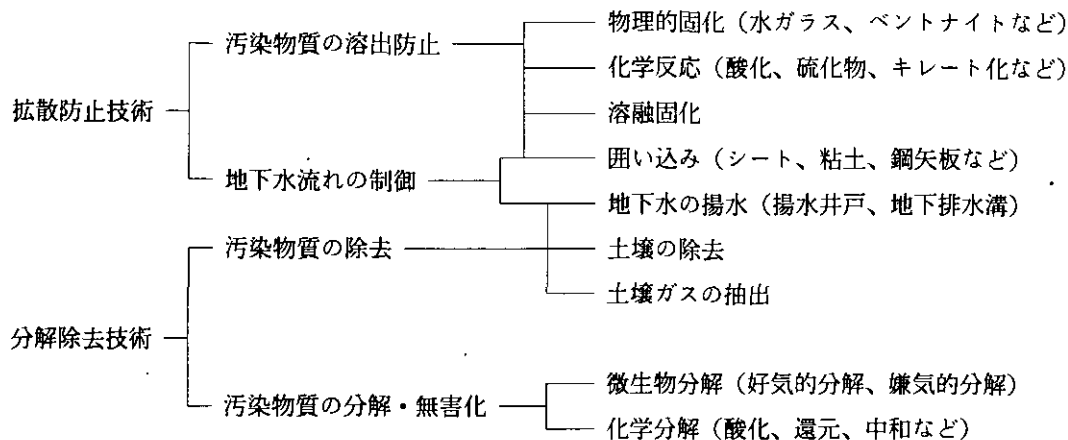 拡散防止技術
汚染物質の溶出防止
物理的固化（水ガラス、ベントナイトなど）
化学反応（酸化、硫化物、キレート化など）
溶融固化
地下水流れの制御
囲い込み（シート、粘土、鋼矢板など）
地下水の揚水（揚水井戸、地下排水溝）
分解除去技術
汚染物質の除去
土壌の除去
土壌ガスの抽出
汚染物質の分解・無害化
微生物分解（好気的分解、嫌気的分解）
化学分解（酸化、還元、中和など）